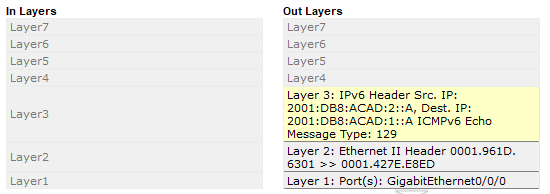 In Layers
Layer7
Layer6
Layer5
Layer4
Layer3
Layer2
Layer1
Out Layers
Layer7
Layer6
Layer5
Layer4
Layer 3: IPv6 Header Src. IP:
2001:DB8:ACAD:2::A, Dest. IP:
2001:DB8:ACAD:1::A ICMPv6 Echo
Message Type: 129
Layer 2: Ethernet II Header 0001.961D.
6301 >> 0001.427E.E8ED
Layer 1: Port(s): GigabitEthernet0/0/0